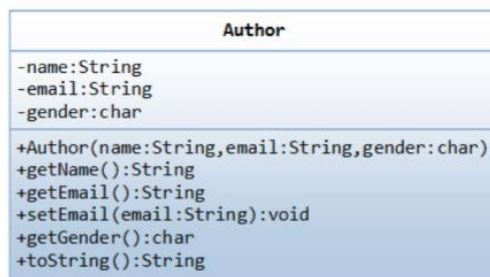 Author
-name:String
-email:String
-gender:char
+Author(name:String,email:String,gender:char)
+getName():String
+getEmail():String
+setEmail(email:String):void
+getGender():char
+toString():String